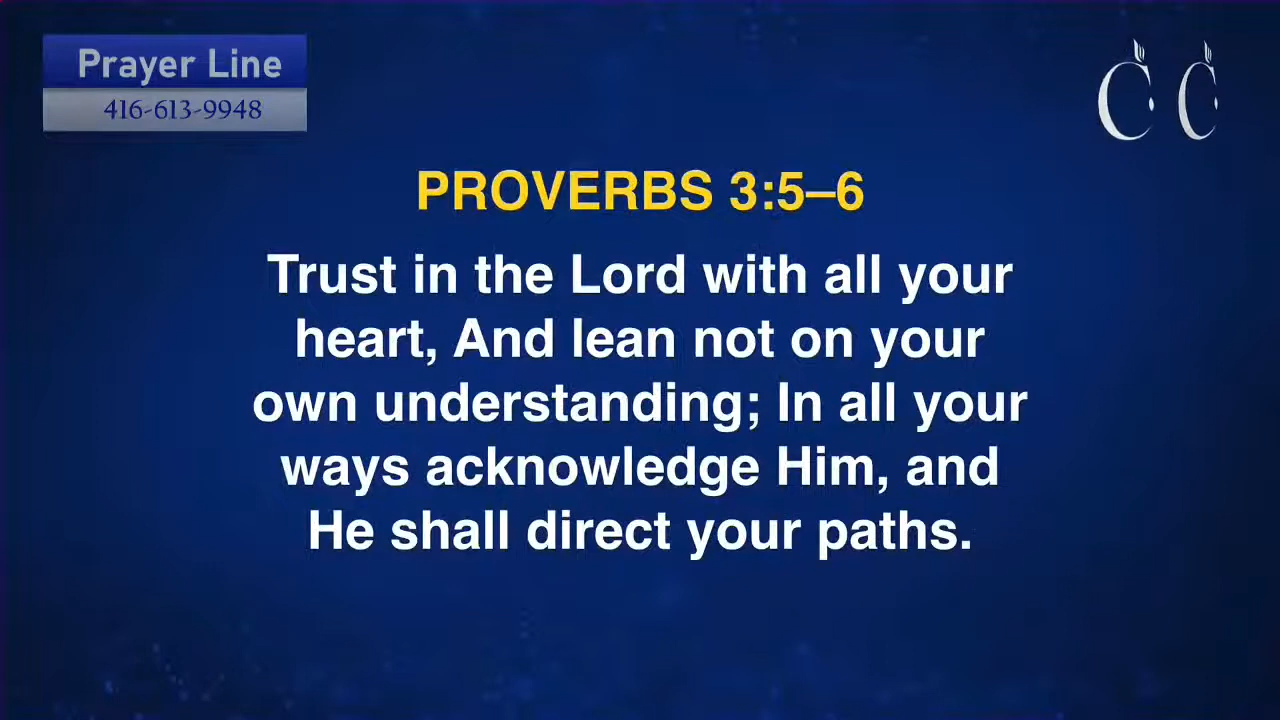 Prayer Line
416-613-9948
C C
PROVERBS 3:5–6
Trust in the Lord with all your
heart, And lean not on your
own understanding; In all your
ways acknowledge Him, and
He shall direct your paths.